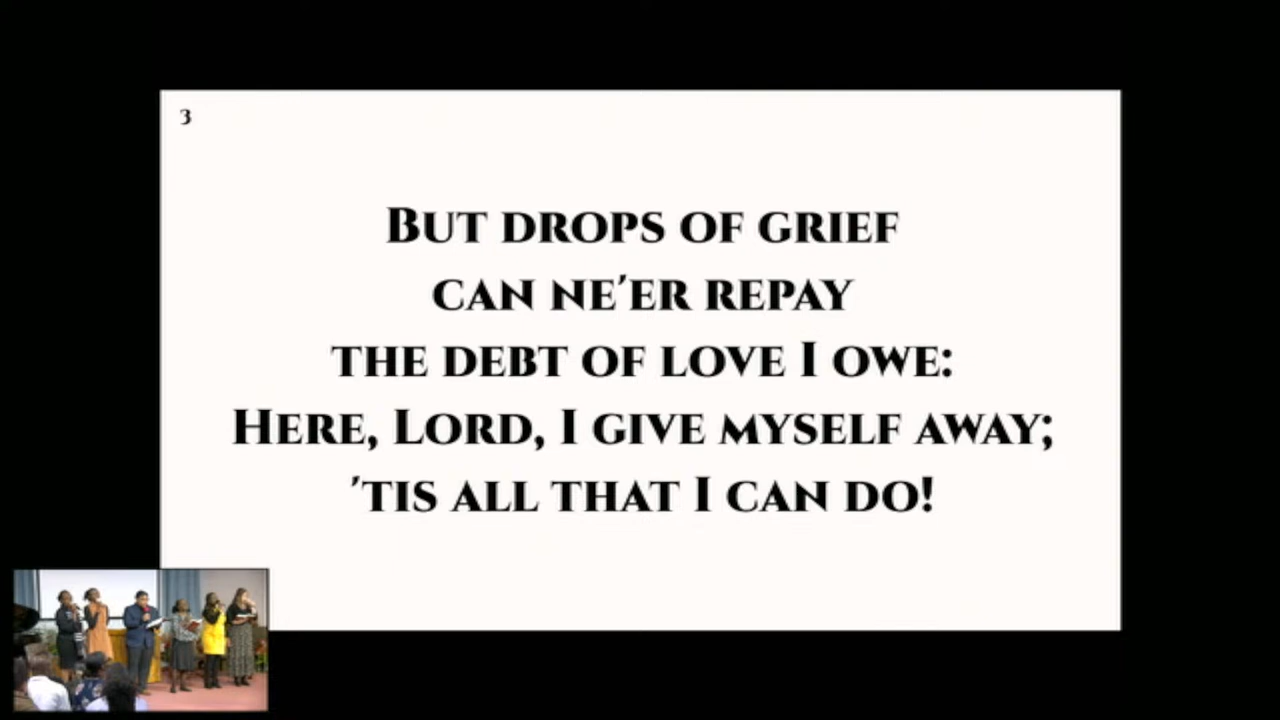 3
But drops of grief
can ne'er repay
the debt of love I owe:
Here, Lord, I give myself away;
'tis all that I can do!